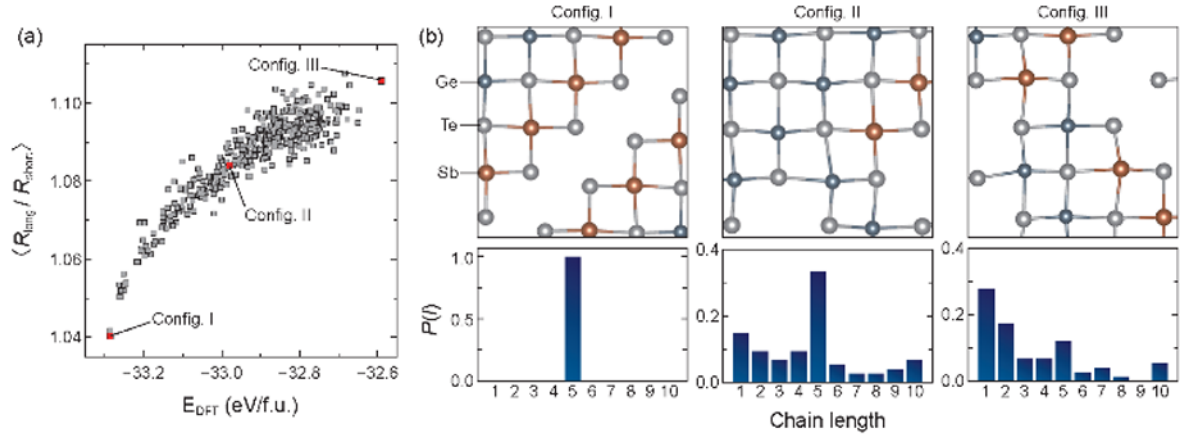 (a)
Config. III
Config. II
Config. I
1.10
1.08
1.06
1.04
⟨R_long / R_short⟩
−33.2 −33.0 −32.8 −32.6
E_DFT (eV/f.u.)
(b)
Config. I Config. II Config. III
Ge
Te
Sb
P(l)
1.0
0.5
0.0
0.4
0.2
0.0
0.4
0.2
0.0
1 2 3 4 5 6 7 8 9 10
1 2 3 4 5 6 7 8 9 10
1 2 3 4 5 6 7 8 9 10
Chain length